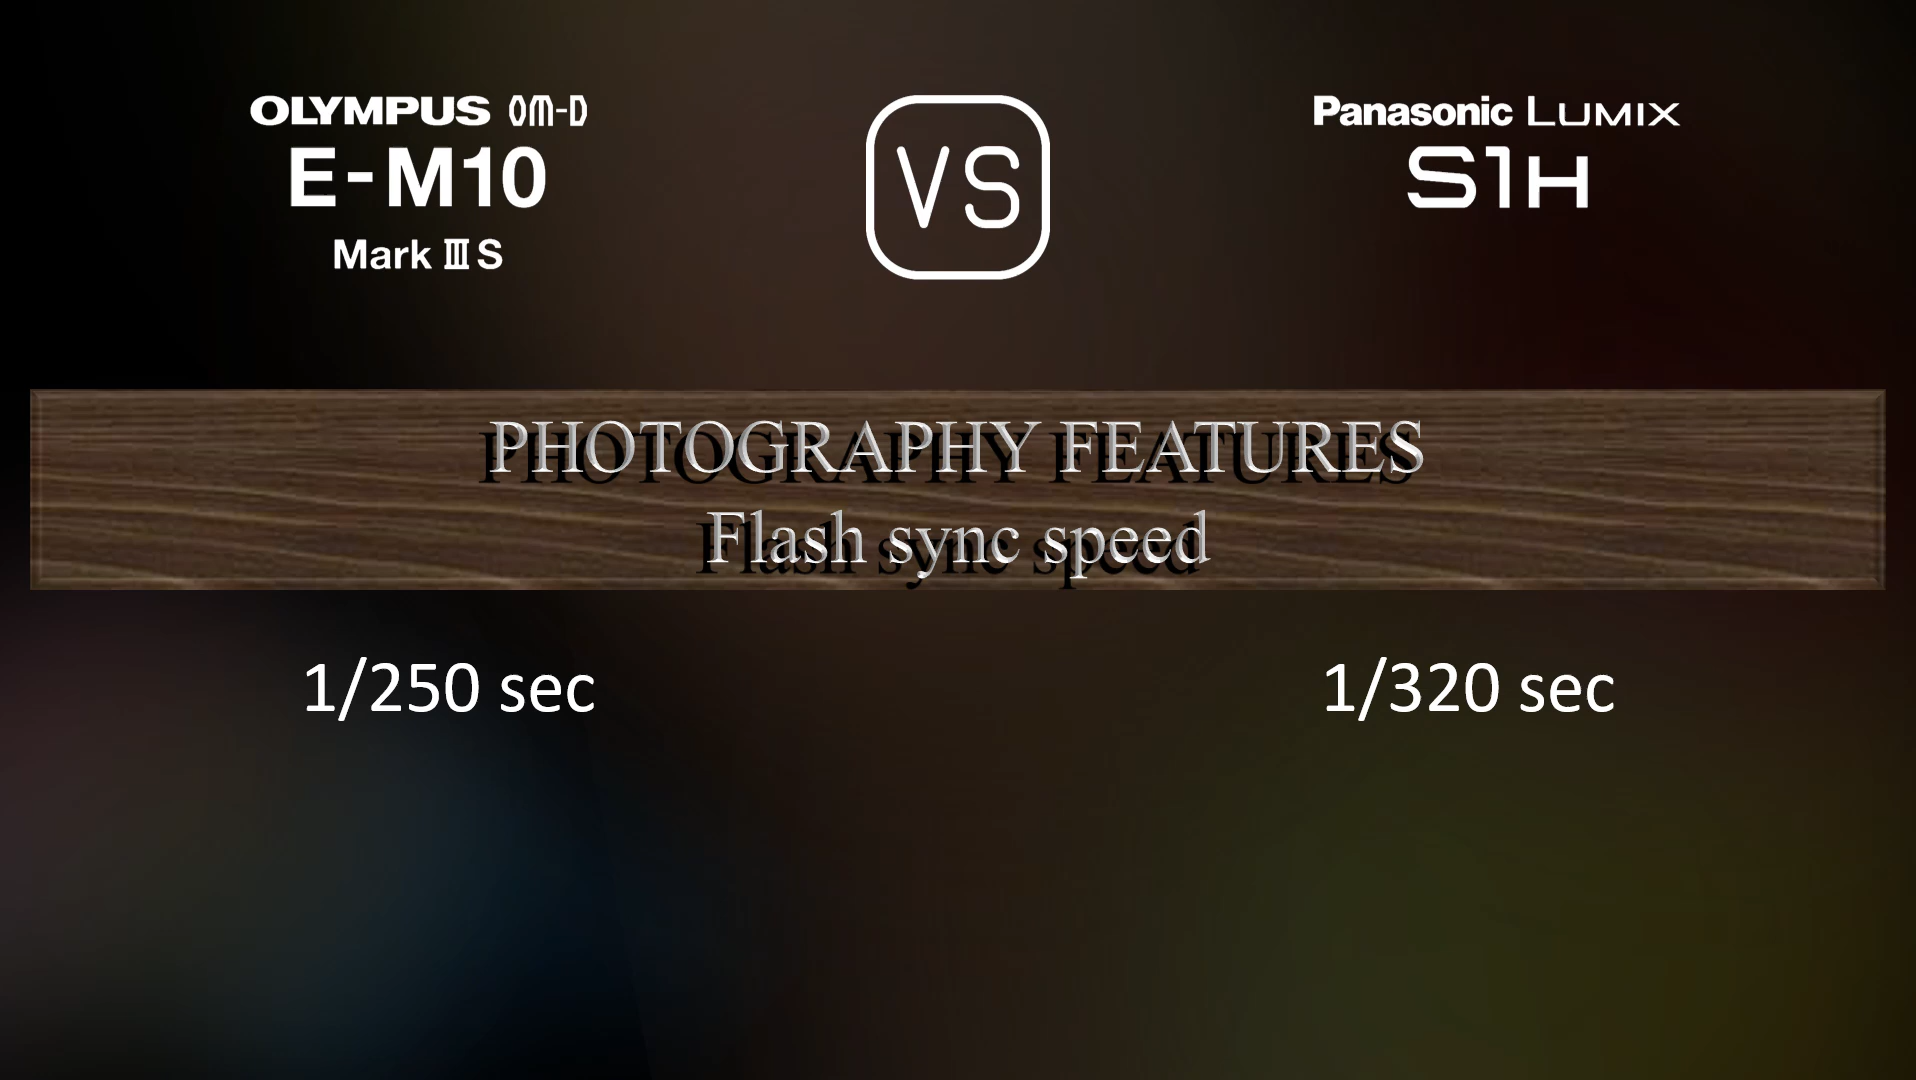 OLYMPUS OM-D
E-M10
Mark III S
VS
Panasonic LUMIX
S1H
PHOTOGRAPHY FEATURES
Flash sync speed
1/250 sec
1/320 sec